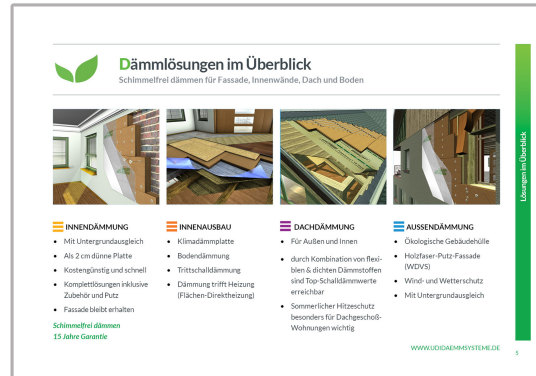 Dämmlösungen im Überblick
Schimmelfrei dämmen für Fassade, Innenwände, Dach und Boden
INNENDÄMMUNG
• Mit Untergrundausgleich
• Als 2 cm dünne Platte
• Kostengünstig und schnell
• Komplettlösungen inklusive
Zubehör und Putz
• Fassade bleibt erhalten
Schimmelfrei dämmen
15 Jahre Garantie
INNENAUSBAU
• Klimadämmplatte
• Bodendämmung
• Trittschalldämmung
• Dämmung trifft Heizung
(Flächen-Direktheizung)
DACHDÄMMUNG
• Für Außen und Innen
• durch Kombination von flexi-
blen & dichten Dämmstoffen
sind Top-Schalldämmwerte
erreichbar
• Sommerlicher Hitzeschutz
besonders für Dachgeschoß-
Wohnungen wichtig
AUSSENDÄMMUNG
• Ökologische Gebäudehülle
• Holzfaser-Putz-Fassade
(WDVS)
• Wind- und Wetterschutz
• Mit Untergrundausgleich
WWW.UDIDAEMMSYSTEME.DE
Lösungen im Überblick
5